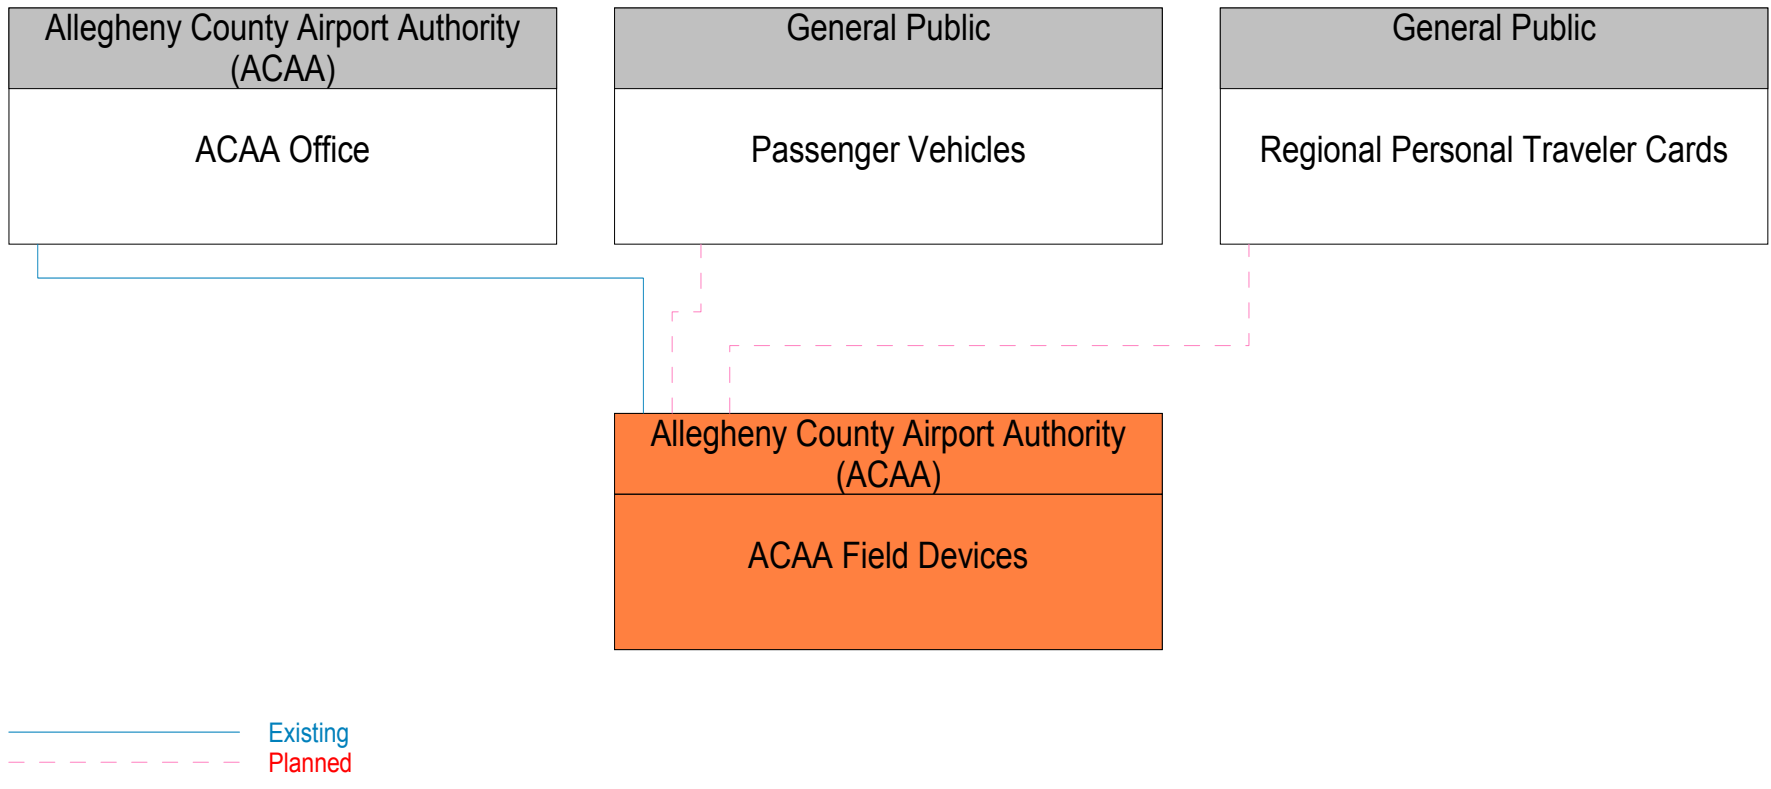 Allegheny County Airport Authority
(ACAA)
ACAA Office
General Public
Passenger Vehicles
General Public
Regional Personal Traveler Cards
Allegheny County Airport Authority
(ACAA)
ACAA Field Devices
Existing
Planned